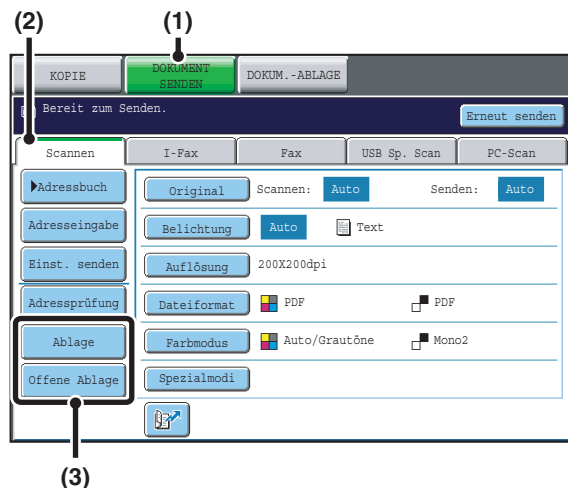 (2) (1)
KOPIE DOKUMENT SENDEN DOKUM.-ABLAGE
Bereit zum Senden.
Erneut senden
Scannen I-Fax Fax USB Sp. Scan PC-Scan
Adressbuch Original Scannen: Auto Senden: Auto
Adresseingabe Belichtung Auto Text
Einst. senden Auflösung 200X200dpi
Adressprüfung Dateiformat PDF PDF
Ablage Farbmodus Auto/Grautöne Mono2
Offene Ablage Spezialmodi
(3)